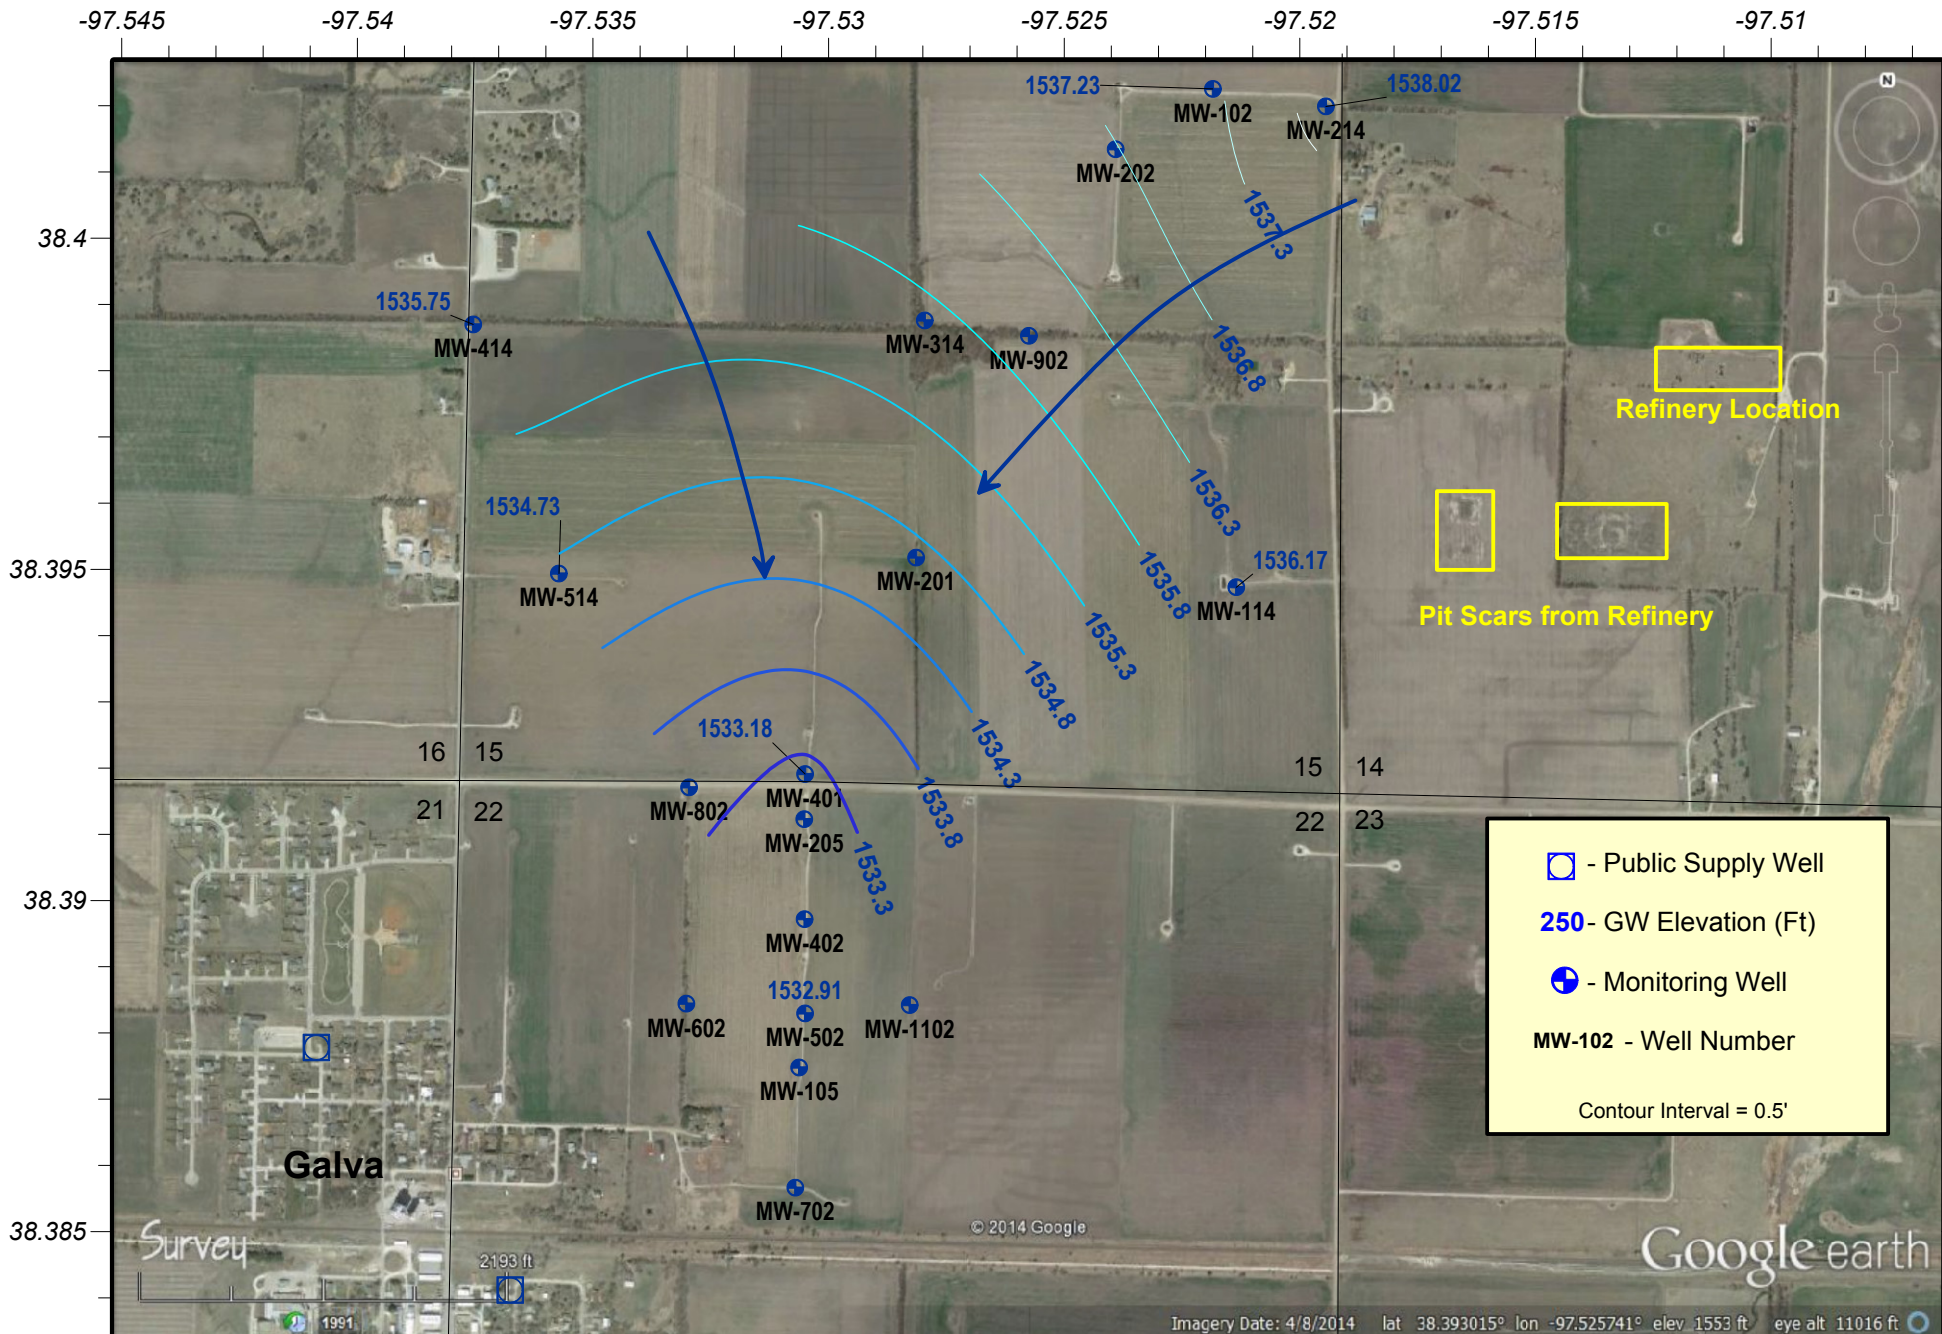 -97.545 -97.54 -97.535 -97.53 -97.525 -97.52 -97.515 -97.51
N
1537.23
1538.02
MW-102
MW-214
MW-202
1537.3
38.4
1535.75
MW-414
MW-314
MW-902
1536.8
Refinery Location
1534.73
1536.3
38.395
MW-514
MW-201
1535.8
1536.17
MW-114
Pit Scars from Refinery
1535.3
1534.8
1533.18
1534.3
16 15
15 14
MW-802
MW-401
1533.8
21 22
22 23
MW-205
1533.3
- Public Supply Well
38.39
250 - GW Elevation (Ft)
MW-402
1532.91
- Monitoring Well
MW-602
MW-502
MW-1102
MW-102 - Well Number
MW-105
Contour Interval = 0.5'
Galva
MW-702
38.385
© 2014 Google
Survey
Google earth
2193 ft
1991
Imagery Date: 4/8/2014 lat 38.393015° lon -97.525741° elev 1553 ft eye alt 11016 ft